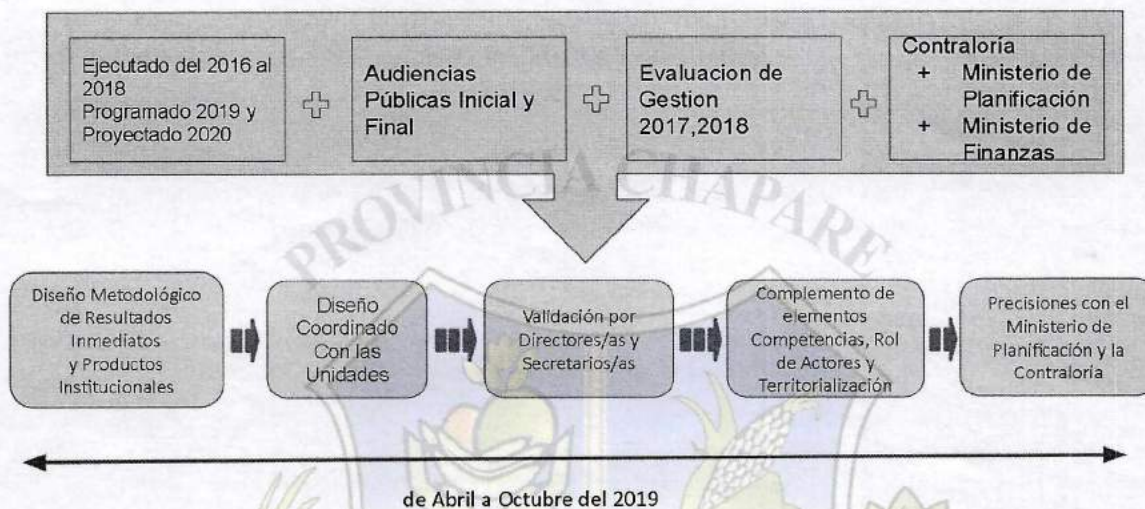 Ejecutado del 2016 al
2018
Programado 2019 y
Proyectado 2020
Audiencias
Públicas Inicial y
Final
Evaluacion de
Gestion
2017,2018
Contraloría
+ Ministerio de
Planificación
+ Ministerio de
Finanzas
PROVINCIA CHAPARE
Diseño Metodológico
de Resultados
Inmediatos
y Productos
Institucionales
Diseño
Coordinado
Con las
Unidades
Validación por
Directores/as y
Secretarios/as
Complemento de
elementos
Competencias, Rol
de Actores y
Territorialización
Precisiones con el
Ministerio de
Planificación y la
Contraloría
de Abril a Octubre del 2019